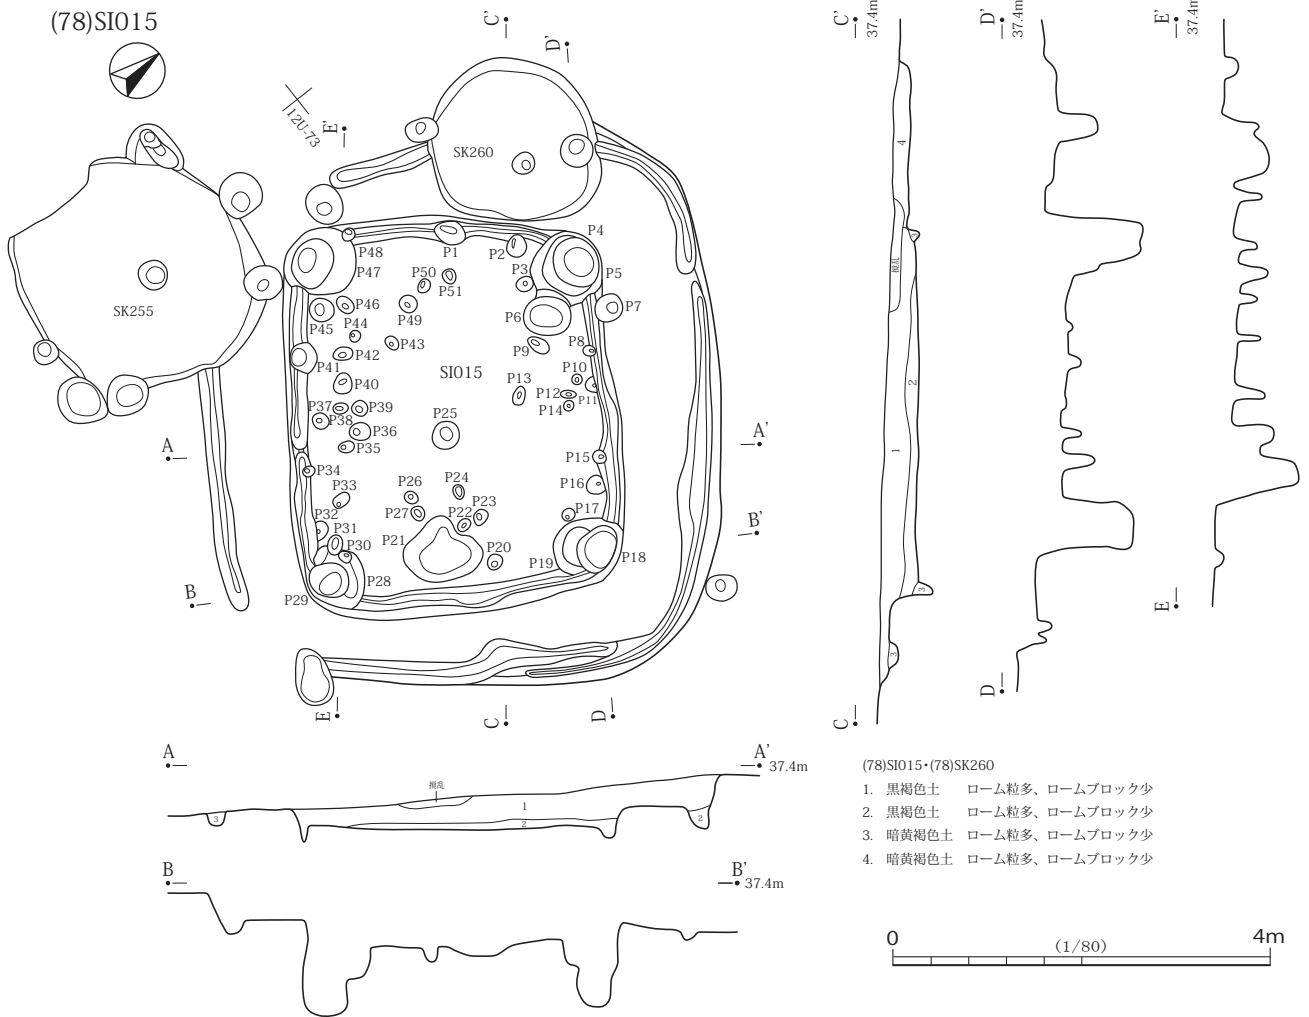 (78)SI015
12U-73
C'
D'
E'
SK260
SK255
P48
P47
P1
P2
P4
P3
P5
P50
P51
P46
P45
P44
P49
P6
P7
P43
P42
P9
P8
P41
SI015
P40
P10
P13
P12
P11
P14
P37
P39
P38
P36
P25
P35
P15
P34
P16
P33
P26
P24
P27
P23
P22
P17
P32
P31
P21
P30
P20
P19
P18
P28
P29
A
A'
B
B'
E
C
D
C'
37.4m
D'
37.4m
E'
37.4m
4
3
撹乱
2
1
3
3
C
D
E
A
A'
37.4m
撹乱
1
2
3
2
B
B'
37.4m
(78)SI015・(78)SK260
1. 黒褐色土 ローム粒多、ロームブロック少
2. 黒褐色土 ローム粒多、ロームブロック少
3. 暗黄褐色土 ローム粒多、ロームブロック少
4. 暗黄褐色土 ローム粒多、ロームブロック少
0
(1/80)
4m